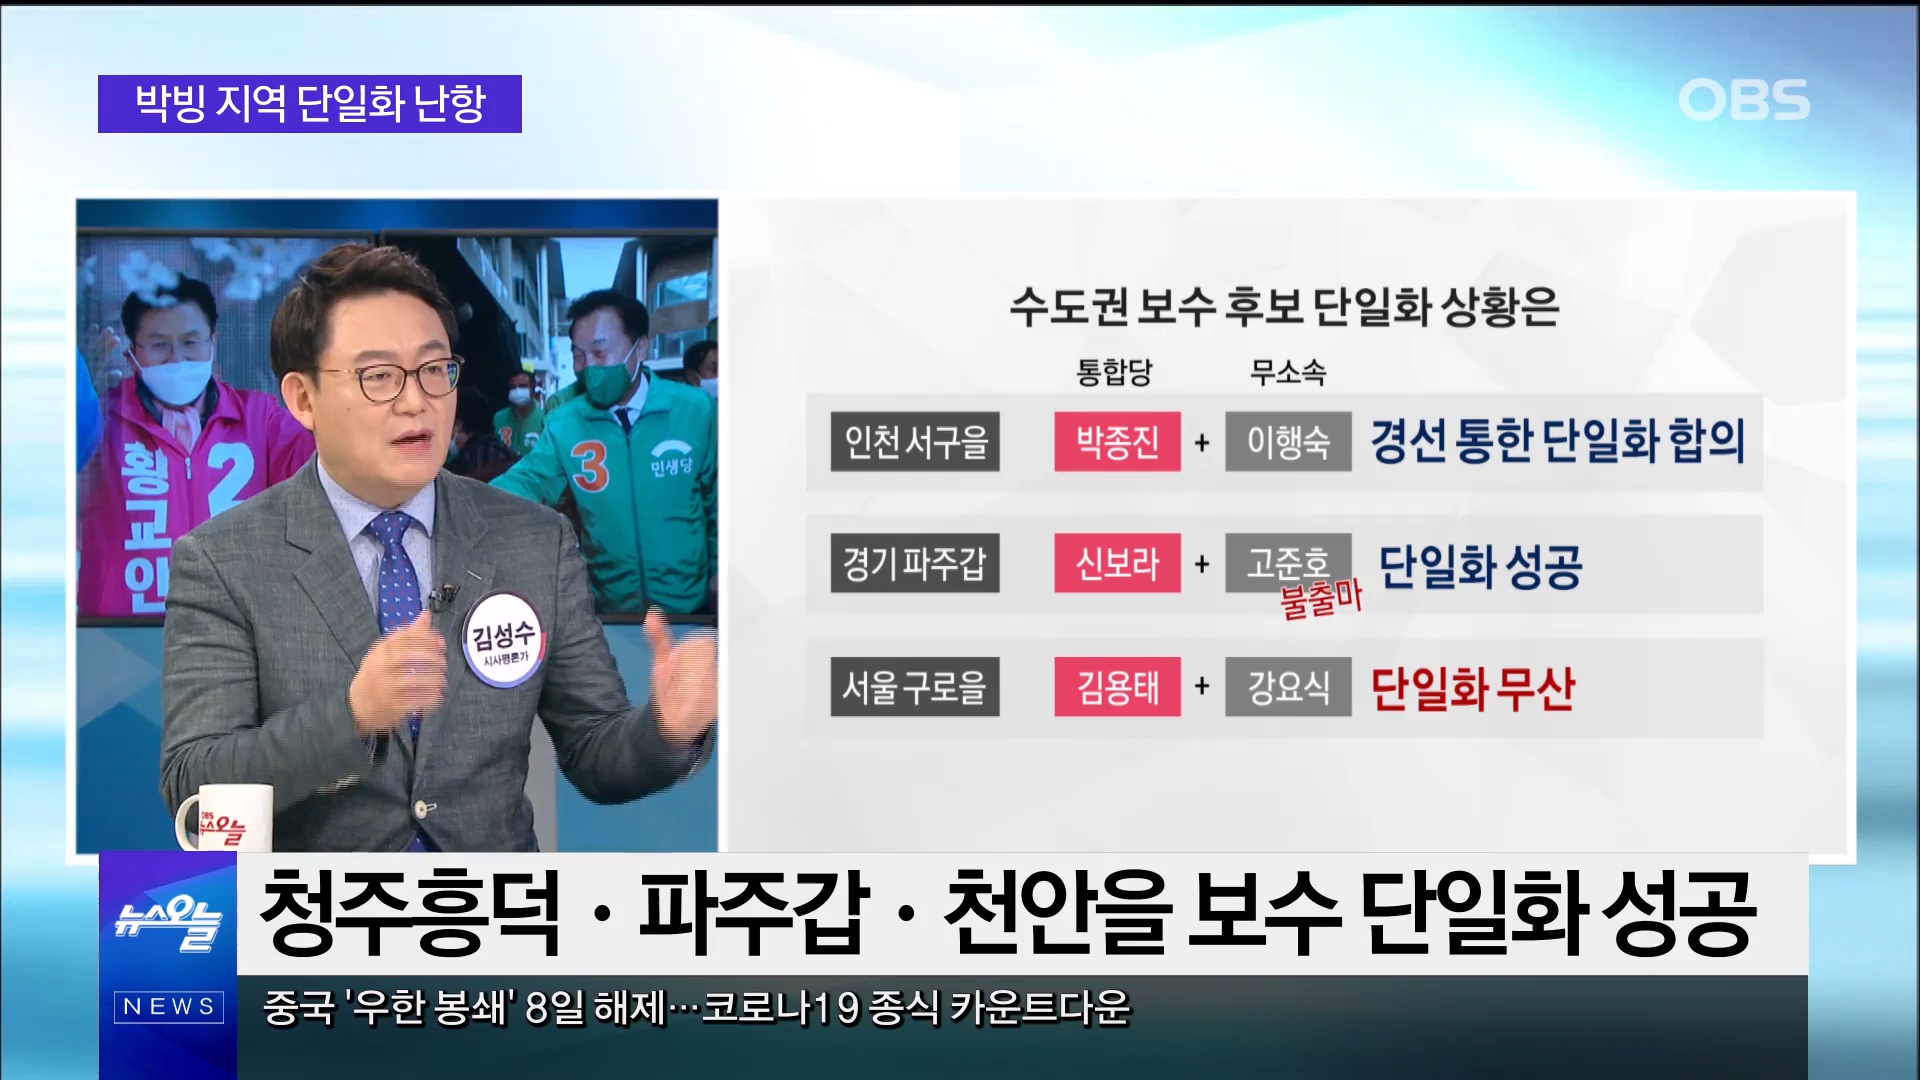 박빙 지역 단일화 난항
OBS
수도권 보수 후보 단일화 상황은
통합당 무소속
인천 서구을 박종진 + 이행숙 경선 통한 단일화 합의
경기 파주갑 신보라 + 고준호 단일화 성공
불출마
서울 구로을 김용태 + 강요식 단일화 무산
황교안
2
3
민생당
김성수
시사평론가
OBS
뉴스오늘
뉴스오늘
NEWS
청주흥덕 · 파주갑 · 천안을 보수 단일화 성공
중국 '우한 봉쇄' 8일 해제…코로나19 종식 카운트다운